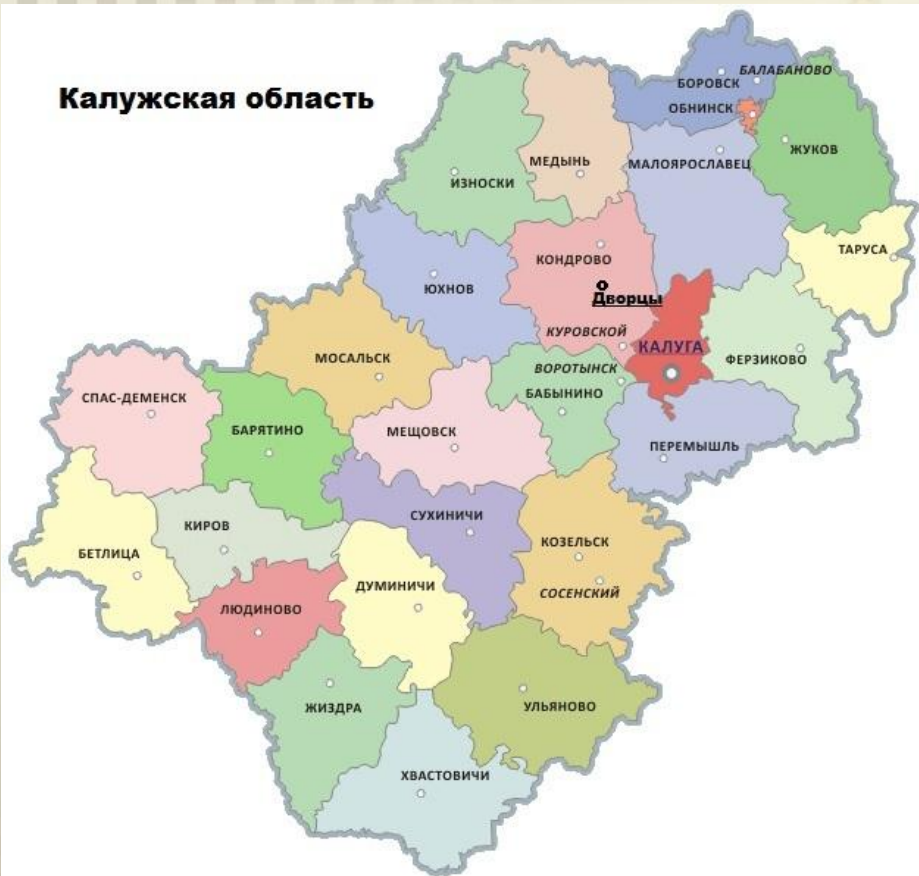 Калужская область
БАЛАБАНОВО
БОРОВСК
ОБНИНСК
ЖУКОВ
МЕДЫНЬ
МАЛОЯРОСЛАВЕЦ
ИЗНОСКИ
ТАРУСА
КОНДРОВО
ЮХНОВ
Дворцы
КУРОВСКОЙ
КАЛУГА
МОСАЛЬСК
ФЕРЗИКОВО
ВОРОТЫНСК
БАБЫНИНО
СПАС-ДЕМЕНСК
БАРЯТИНО
МЕЩОВСК
ПЕРЕМЫШЛЬ
СУХИНИЧИ
КИРОВ
КОЗЕЛЬСК
БЕТЛИЦА
ДУМИНИЧИ
СОСЕНСКИЙ
ЛЮДИНОВО
ЖИЗДРА
УЛЬЯНОВО
ХВАСТОВИЧИ